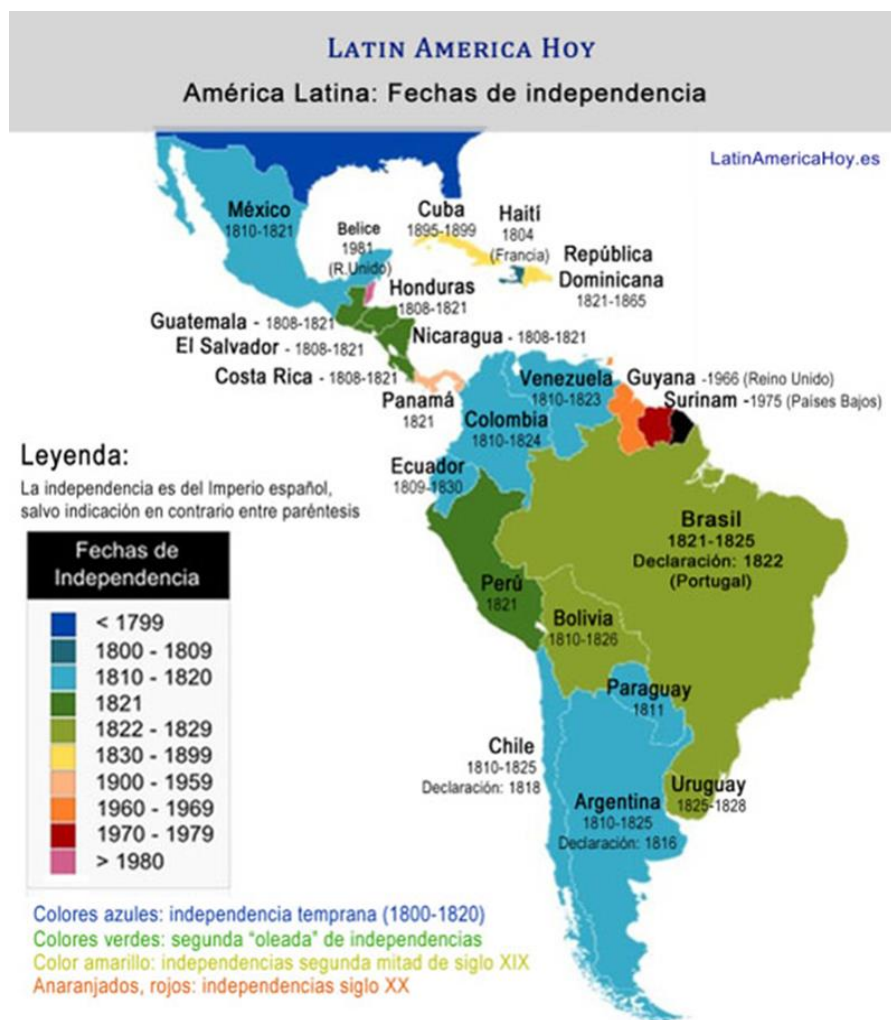 LATIN AMERICA HOY
América Latina: Fechas de independencia
LatinAmericaHoy.es
México
1810-1821
Belice
1981
(R.Unido)
Cuba
1895-1899
Haití
1804
(Francia)
República
Dominicana
1821-1865
Honduras
1808-1821
Guatemala - 1808-1821
El Salvador - 1808-1821
Nicaragua - 1808-1821
Costa Rica - 1808-1821
Panamá
1821
Venezuela
1810-1823
Guyana -1966 (Reino Unido)
Surinam -1975 (Países Bajos)
Colombia
1810-1824
Ecuador
1809-1830
Brasil
1821-1825
Declaración: 1822
(Portugal)
Perú
1821
Bolivia
1810-1826
Paraguay
1811
Chile
1810-1825
Declaración: 1818
Argentina
1810-1825
Declaración: 1816
Uruguay
1825-1828
Leyenda:
La independencia es del Imperio español,
salvo indicación en contrario entre paréntesis
Fechas de
Independencia
< 1799
1800 - 1809
1810 - 1820
1821
1822 - 1829
1830 - 1899
1900 - 1959
1960 - 1969
1970 - 1979
> 1980
Colores azules: independencia temprana (1800-1820)
Colores verdes: segunda "oleada" de independencias
Color amarillo: independencias segunda mitad de siglo XIX
Anaranjados, rojos: independencias siglo XX